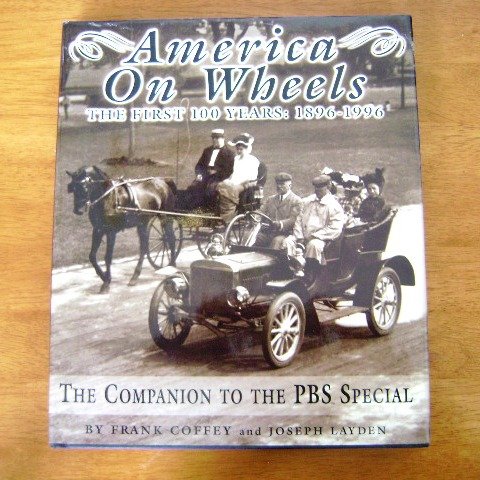 America
On Wheels
THE FIRST 100 YEARS: 1896-1996
THE COMPANION TO THE PBS SPECIAL
BY FRANK COFFEY and JOSEPH LAYDEN